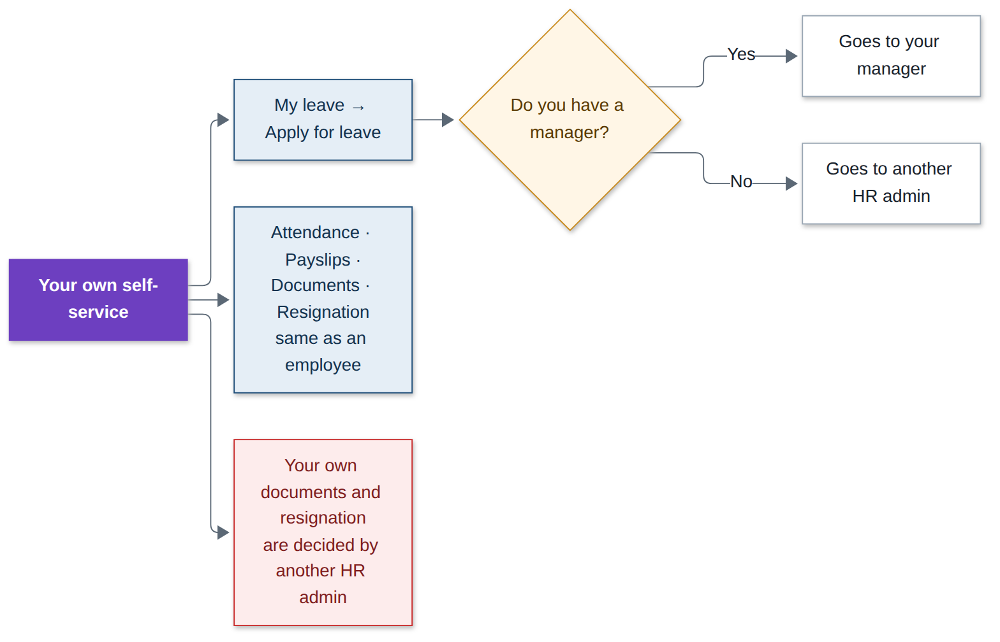 Your own self-
service
My leave →
Apply for leave
Do you have a
manager?
Yes
Goes to your
manager
No
Goes to another
HR admin
Attendance ·
Payslips ·
Documents ·
Resignation
same as an
employee
Your own
documents and
resignation
are decided by
another HR
admin